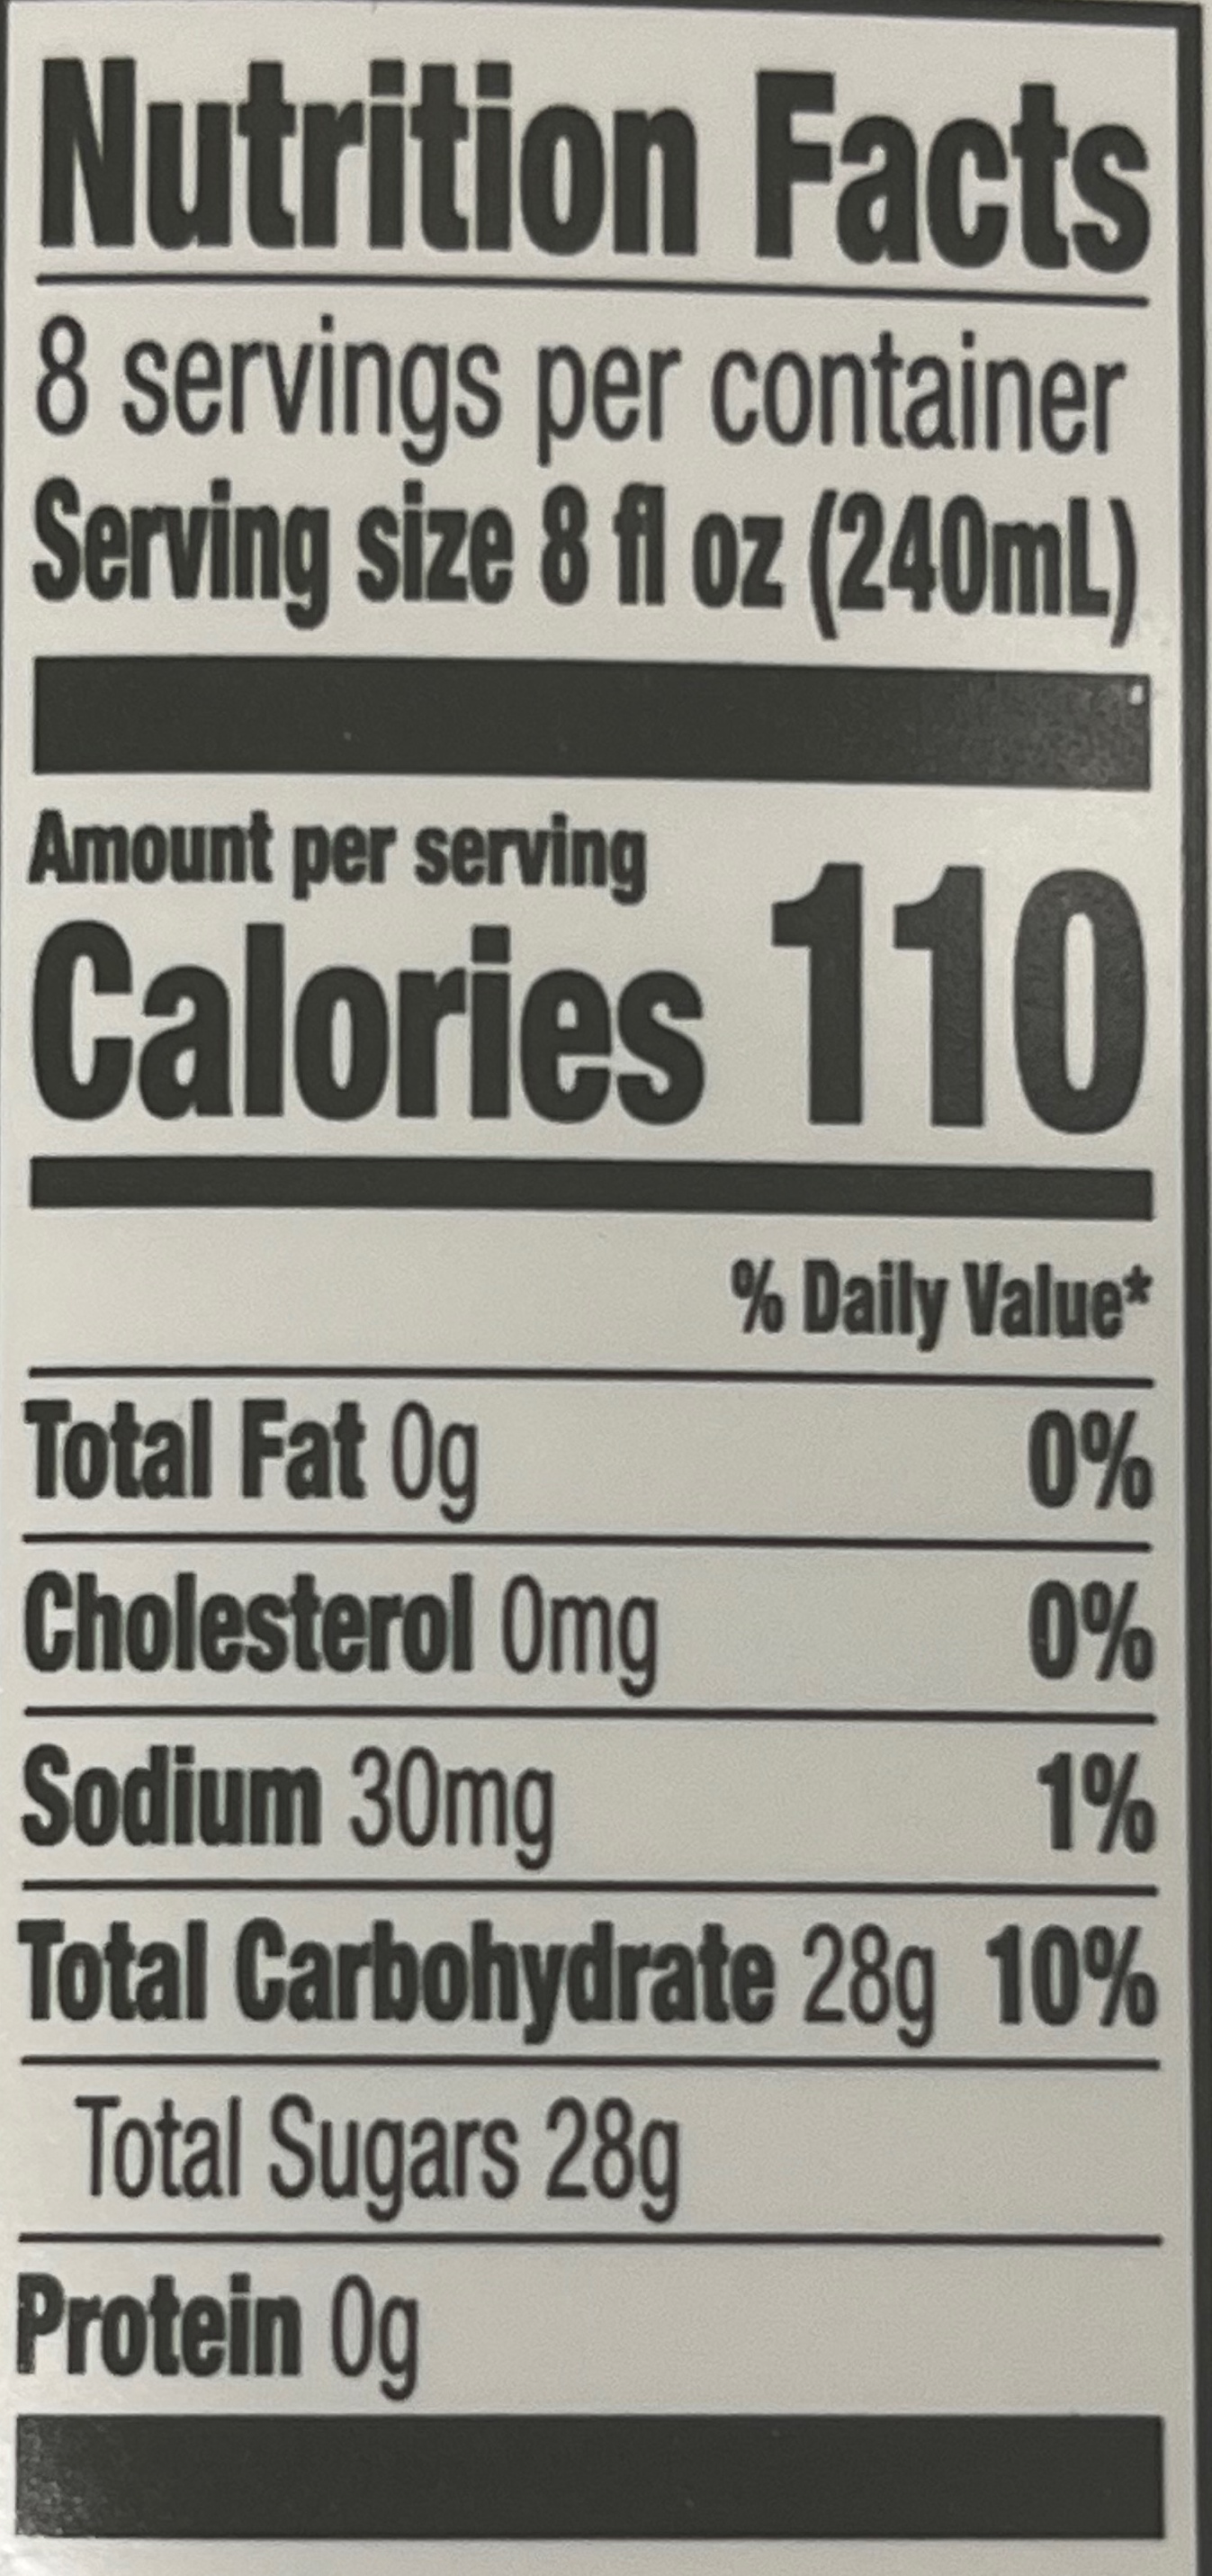 Nutrition Facts
8 servings per container
Serving size 8 fl oz (240mL)
Amount per serving
Calories 110
% Daily Value*
Total Fat 0g 0%
Cholesterol 0mg 0%
Sodium 30mg 1%
Total Carbohydrate 28g 10%
Total Sugars 28g
Protein 0g